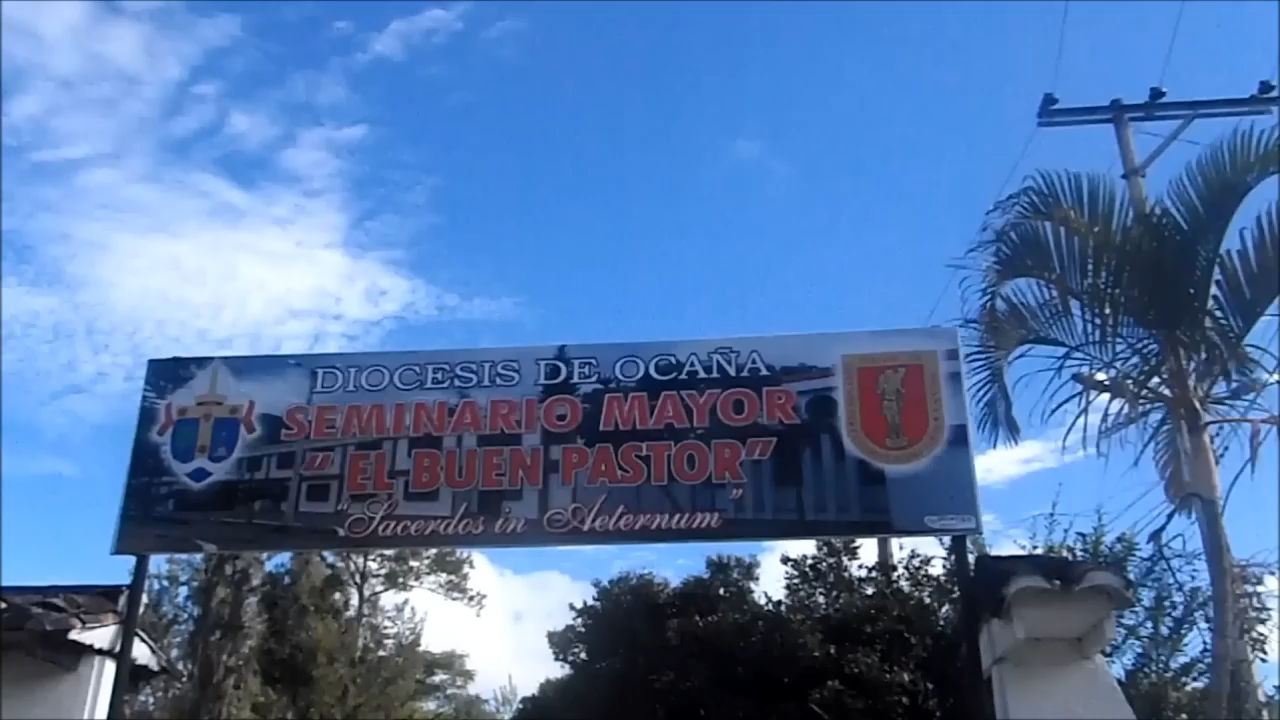 DIOCESIS DE OCAÑA
SEMINARIO MAYOR
" EL BUEN PASTOR"
"Sacerdos in Aeternum"